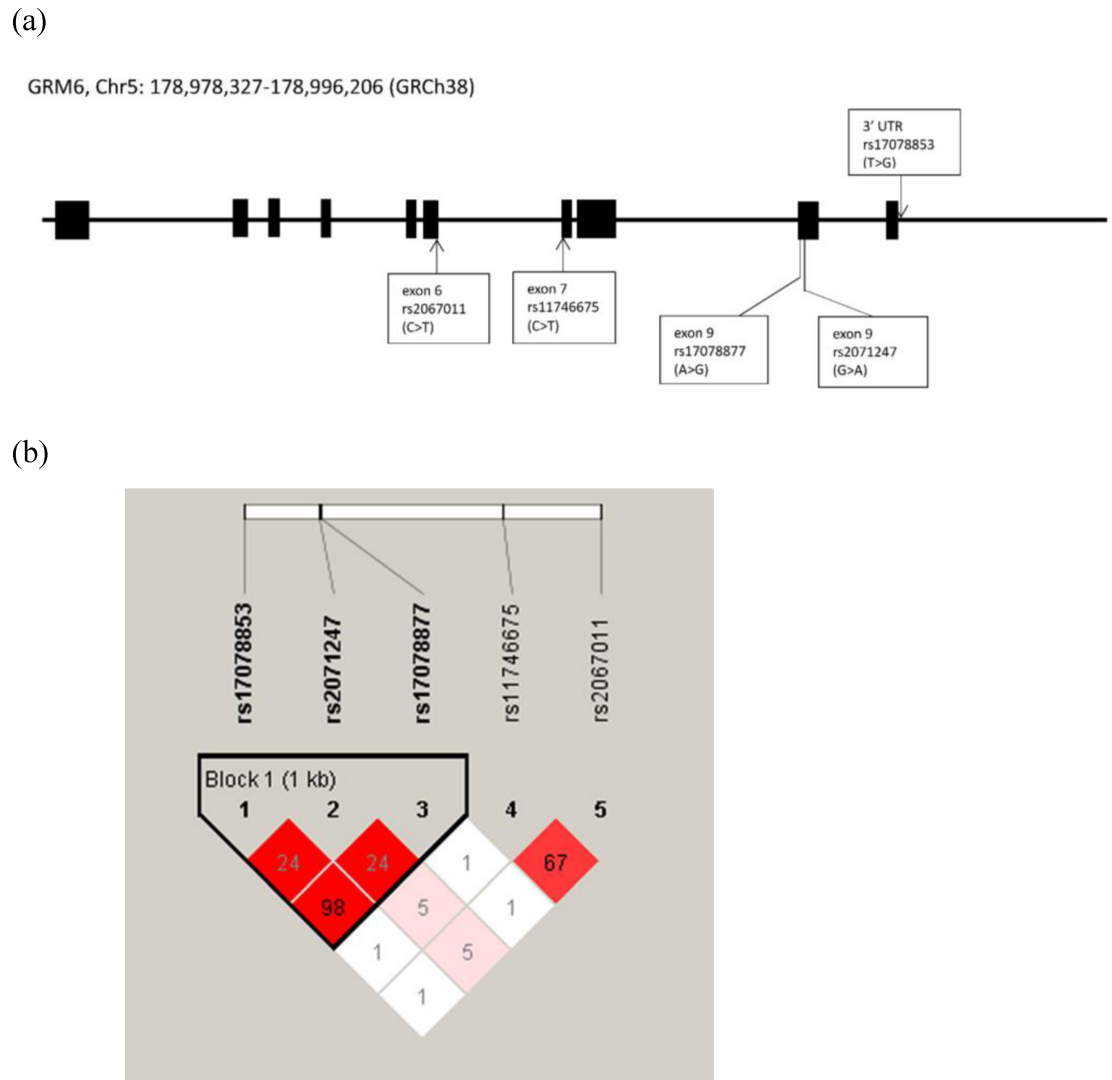 (a)
GRM6, Chr5: 178,978,327-178,996,206 (GRCh38)
3' UTR
rs17078853
(T>G)
exon 6
rs2067011
(C>T)
exon 7
rs11746675
(C>T)
exon 9
rs17078877
(A>G)
exon 9
rs2071247
(G>A)
(b)
rs17078853
rs2071247
rs17078877
rs11746675
rs2067011
Block 1 (1 kb)
1 2 3 4 5
24 24 1 67
98 5 1
1 5
1